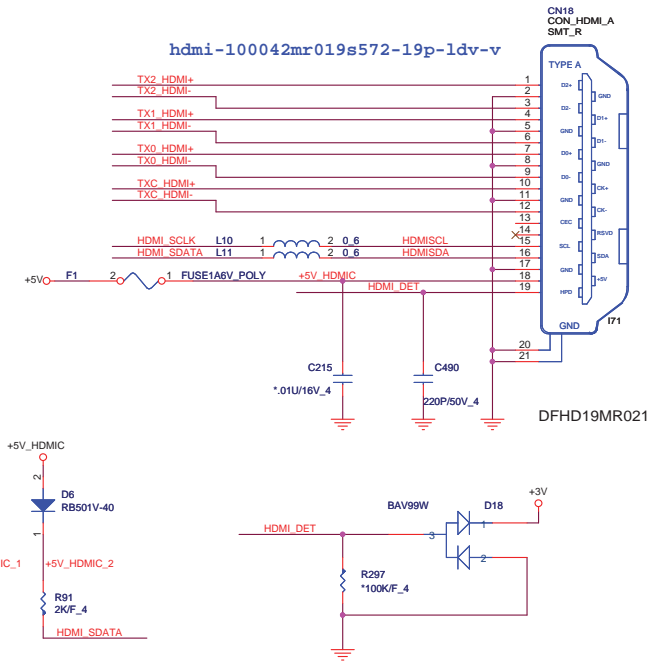 CN18
CON_HDMI_A
SMT_R
hdmi-100042mr019s572-19p-ldv-v
TYPE A
TX2_HDMI+ 1 D2+
TX2_HDMI- 2 GND
3 D2-
TX1_HDMI+ 4 D1+
TX1_HDMI- 5 GND
6 D1-
TX0_HDMI+ 7 D0+
TX0_HDMI- 8 GND
9 D0-
TXC_HDMI+ 10 CK+
TXC_HDMI- 11 GND
12 CK-
13 CEC
14 RSVD
HDMI_SCLK L10 1 2 0_6 HDMISCL 15 SCL
HDMI_SDATA L11 1 2 0_6 HDMISDA 16 SDA
17 GND
+5V F1 2 1 FUSE1A6V_POLY +5V_HDMIC 18 +5V
HDMI_DET 19 HPD
I71
GND
20
21
C215
*.01U/16V_4
C490
220P/50V_4
DFHD19MR021
+5V_HDMIC
2
D6
RB501V-40
1
IC_1 +5V_HDMIC_2
R91
2K/F_4
HDMI_SDATA
+3V
BAV99W D18
HDMI_DET 3 1
2
R297
*100K/F_4